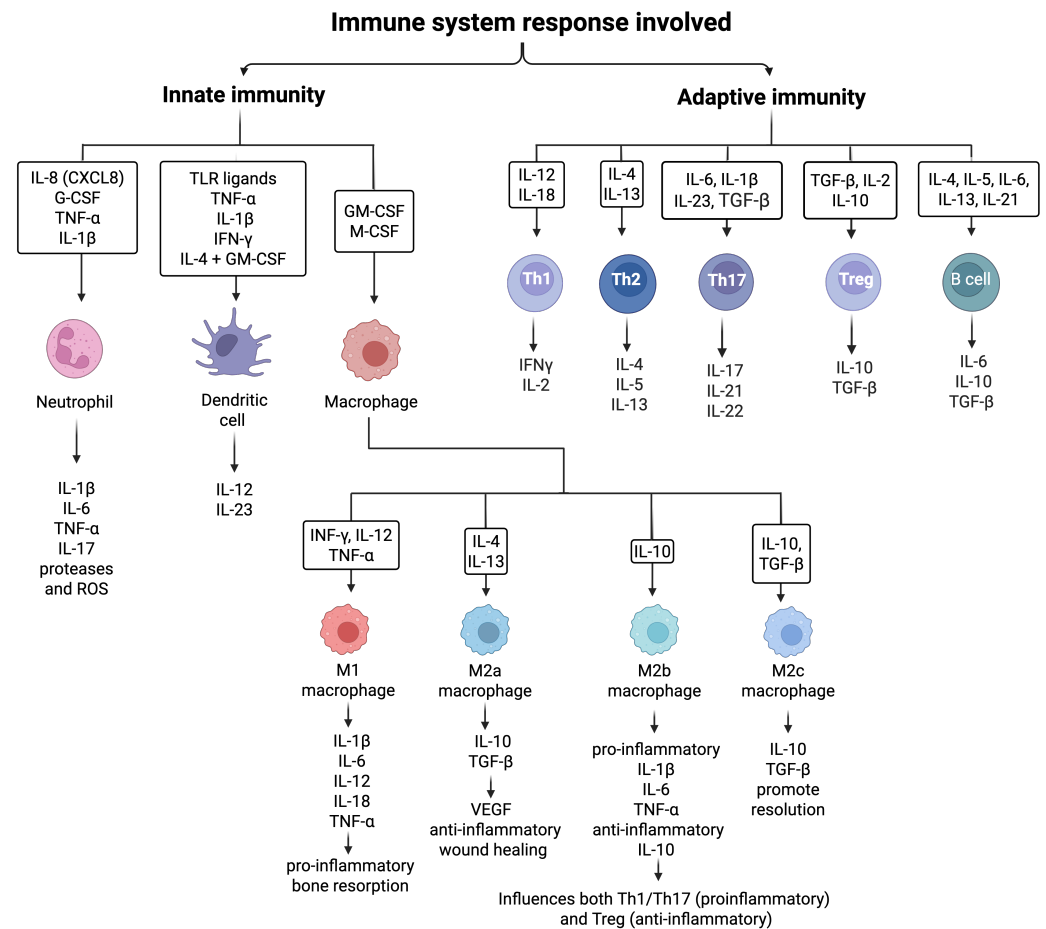 Immune system response involved
Innate immunity
Adaptive immunity
IL-8 (CXCL8)
G-CSF
TNF-α
IL-1β
TLR ligands
TNF-α
IL-1β
IFN-γ
IL-4 + GM-CSF
GM-CSF
M-CSF
IL-12
IL-18
IL-4
IL-13
IL-6, IL-1β
IL-23, TGF-β
TGF-β, IL-2
IL-10
IL-4, IL-5, IL-6,
IL-13, IL-21
Th1
Th2
Th17
Treg
B cell
Neutrophil
Dendritic
cell
Macrophage
IFNγ
IL-2
IL-4
IL-5
IL-13
IL-17
IL-21
IL-22
IL-10
TGF-β
IL-6
IL-10
TGF-β
IL-1β
IL-6
TNF-α
IL-17
proteases
and ROS
IL-12
IL-23
INF-γ, IL-12
TNF-α
IL-4
IL-13
IL-10
IL-10,
TGF-β
M1
macrophage
M2a
macrophage
M2b
macrophage
M2c
macrophage
IL-1β
IL-6
IL-12
IL-18
TNF-α
pro-inflammatory
bone resorption
IL-10
TGF-β
VEGF
anti-inflammatory
wound healing
pro-inflammatory
IL-1β
IL-6
TNF-α
anti-inflammatory
IL-10
Influences both Th1/Th17 (proinflammatory)
and Treg (anti-inflammatory)
IL-10
TGF-β
promote
resolution